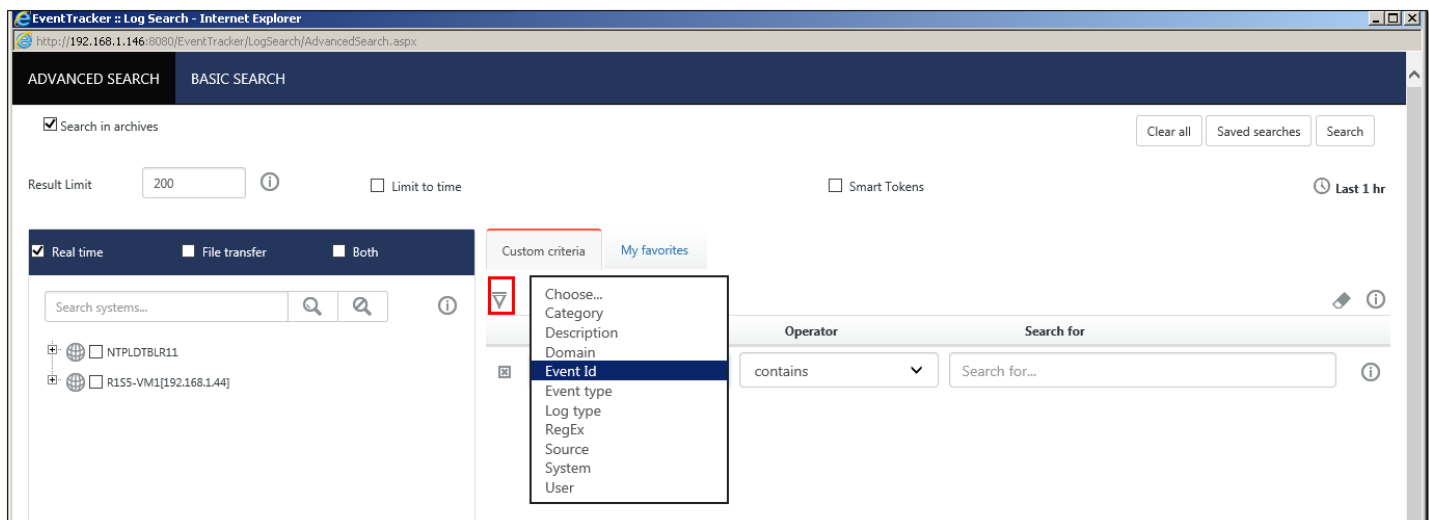 EventTracker :: Log Search - Internet Explorer
http://192.168.1.146:8080/EventTracker/LogSearch/AdvancedSearch.aspx
ADVANCED SEARCH BASIC SEARCH
Search in archives
Clear all Saved searches Search
Result Limit 200 Limit to time Smart Tokens Last 1 hr
Real time File transfer Both
Custom criteria My favorites
Search systems...
NTPLDTBLR11
R1S5-VM1[192.168.1.44]
Choose...
Category
Description
Domain
Event Id
Event type
Log type
RegEx
Source
System
User
Operator Search for
contains Search for...